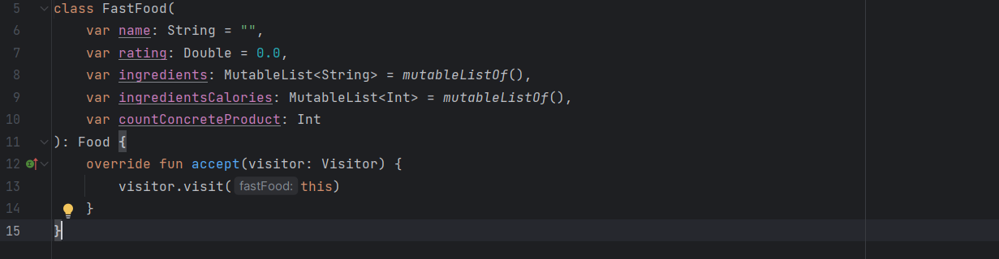 5 class FastFood(
6 var name: String = "",
7 var rating: Double = 0.0,
8 var ingredients: MutableList<String> = mutableListOf(),
9 var ingredientsCalories: MutableList<Int> = mutableListOf(),
10 var countConcreteProduct: Int
11 ): Food {
12 override fun accept(visitor: Visitor) {
13 visitor.visit( fastFood: this)
14 }
15 }